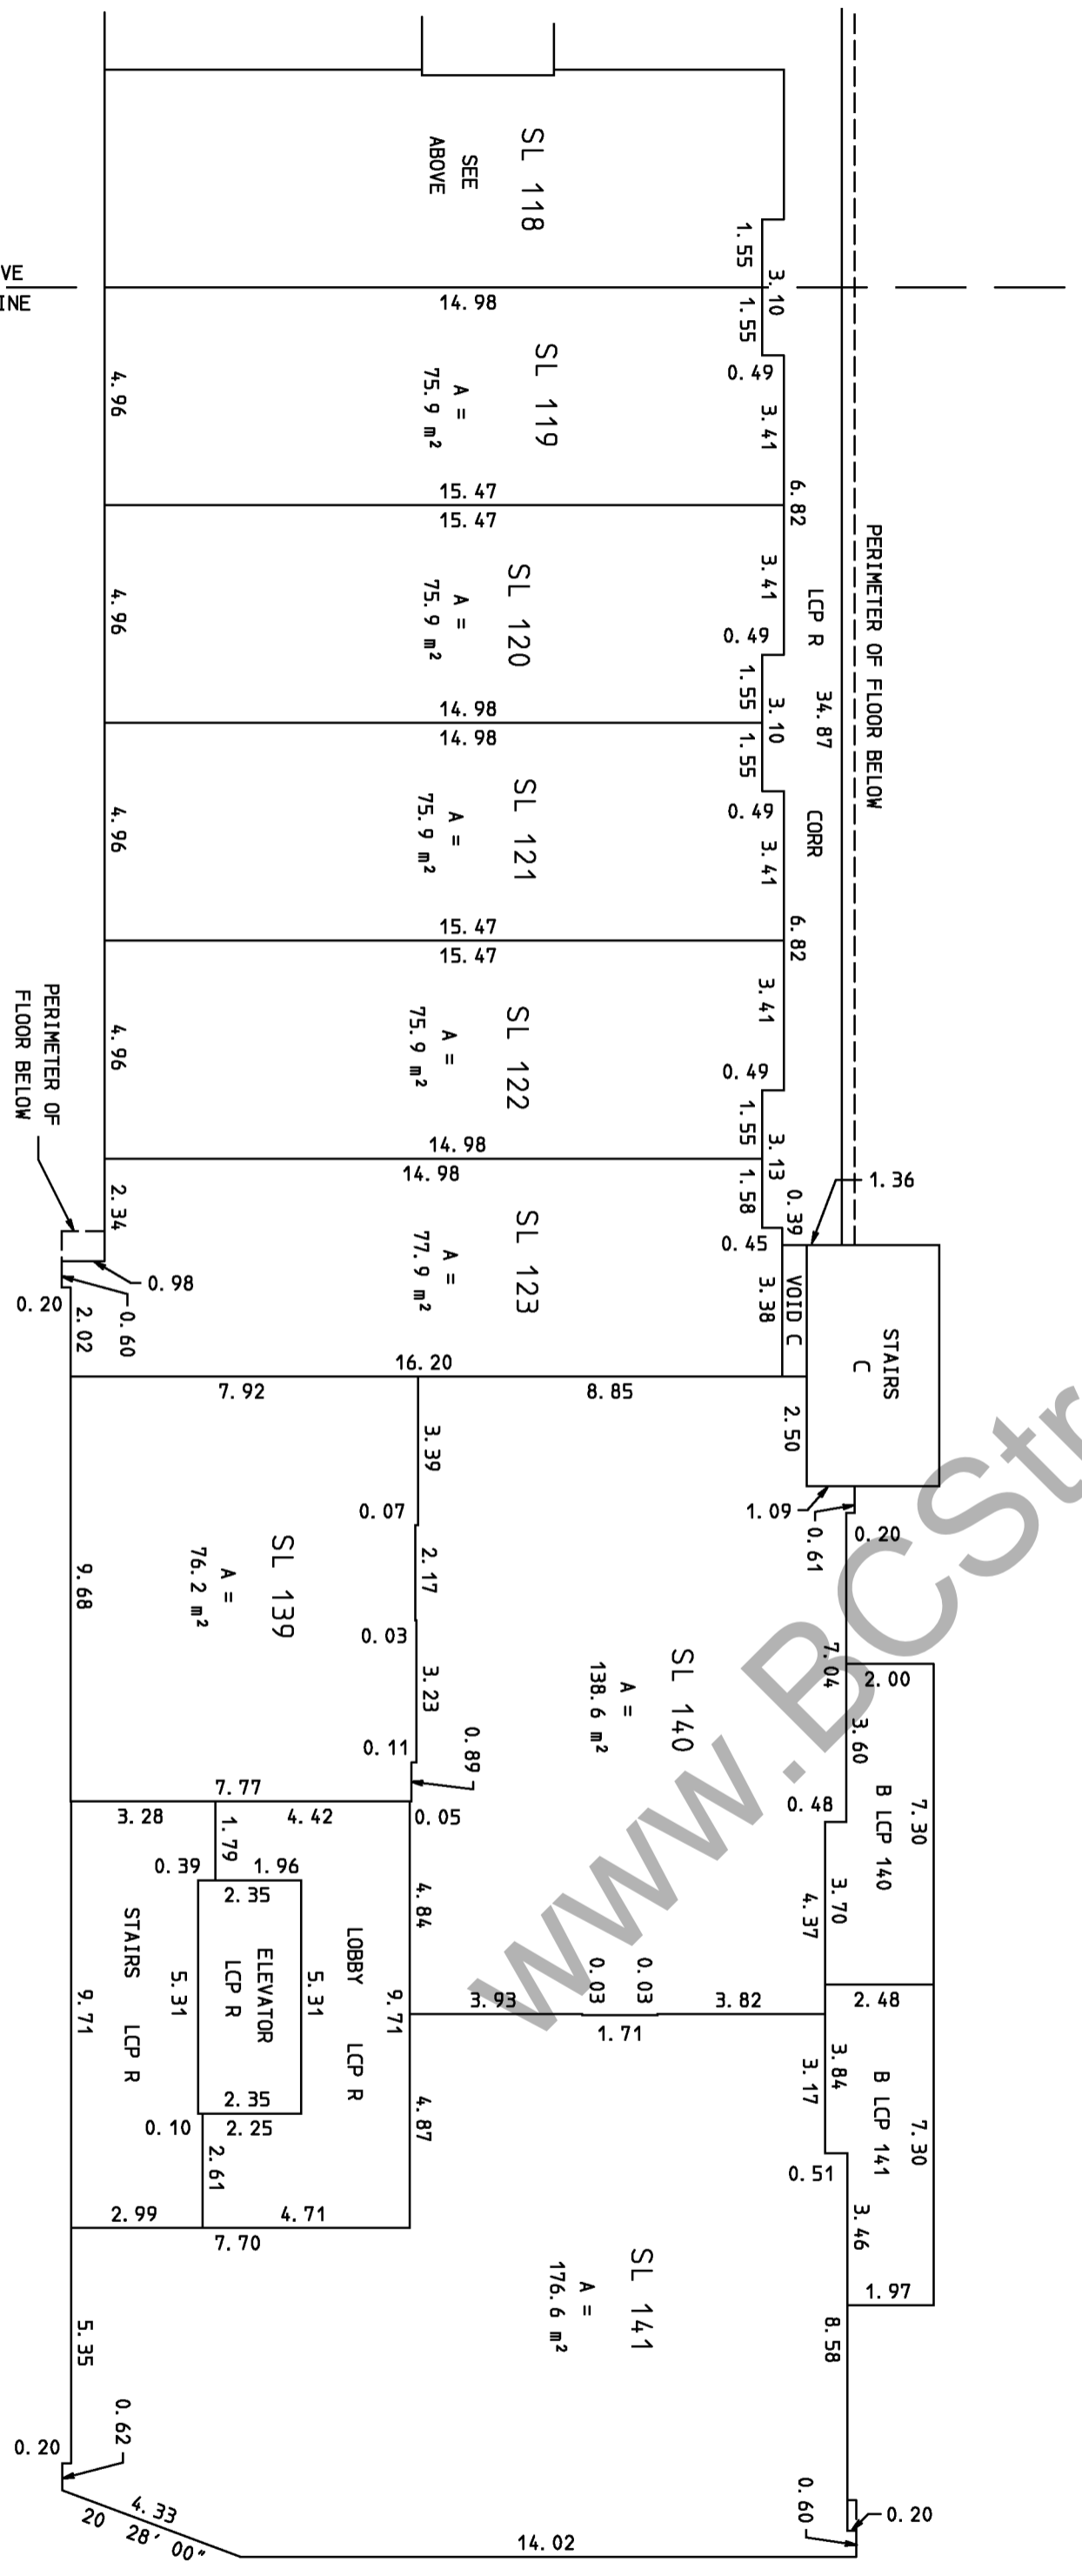 SL 118
SEE
ABOVE
VE
INE
1.55
3.10
1.55
14.98
0.49
3.41
SL 119
A =
75.9 m²
4.96
15.47
15.47
6.82
PERIMETER OF FLOOR BELOW
3.41
LCP R
34.87
CORR
0.49
SL 120
A =
75.9 m²
4.96
1.55
3.10
1.55
14.98
14.98
0.49
3.41
SL 121
A =
75.9 m²
4.96
15.47
15.47
6.82
3.41
0.49
SL 122
A =
75.9 m²
4.96
PERIMETER OF
FLOOR BELOW
1.55
3.13
1.58
14.98
14.98
0.39
1.36
0.45
3.38
VOID C
STAIRS
C
SL 123
A =
77.9 m²
2.34
0.98
0.60
0.20
2.02
16.20
7.92
8.85
2.50
1.09
0.61
0.20
3.39
0.07
2.17
0.03
3.23
0.11
0.89
SL 139
A =
76.2 m²
9.68
SL 140
A =
138.6 m²
7.04
2.00
3.60
7.30
B LCP 140
0.48
3.70
4.37
7.77
3.28
4.42
0.05
1.79
0.39
1.96
2.35
4.84
STAIRS LCP R
5.31
ELEVATOR
LCP R
5.31
LOBBY LCP R
9.71
9.71
2.35
0.10
2.25
2.61
4.87
2.99
4.71
7.70
3.93
0.03
0.03
1.71
3.82
2.48
3.84
3.17
B LCP 141
7.30
0.51
3.46
1.97
SL 141
A =
176.6 m²
8.58
5.35
0.62
0.20
4.33
20 28' 00"
14.02
0.60
0.20
www.BCStr